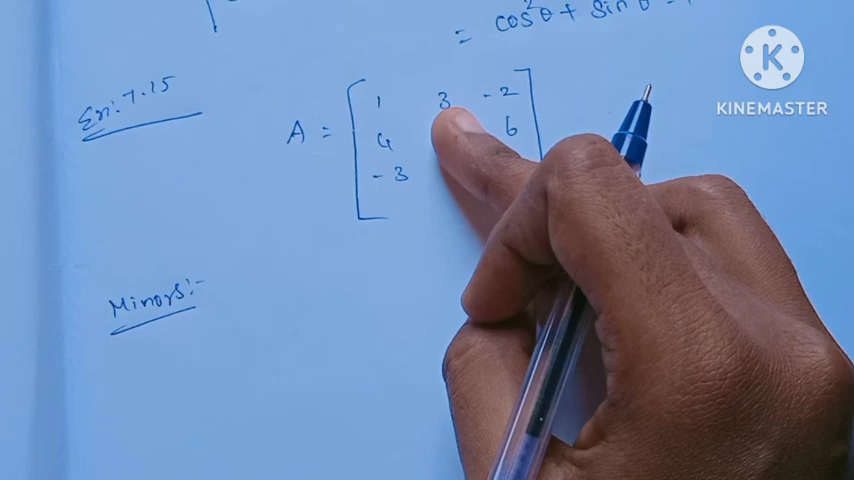 = cos²θ + sin θ
Ex: 7.15
A = [ 1 3 -2
4 6
-3
Minors:-
K
KINEMASTER